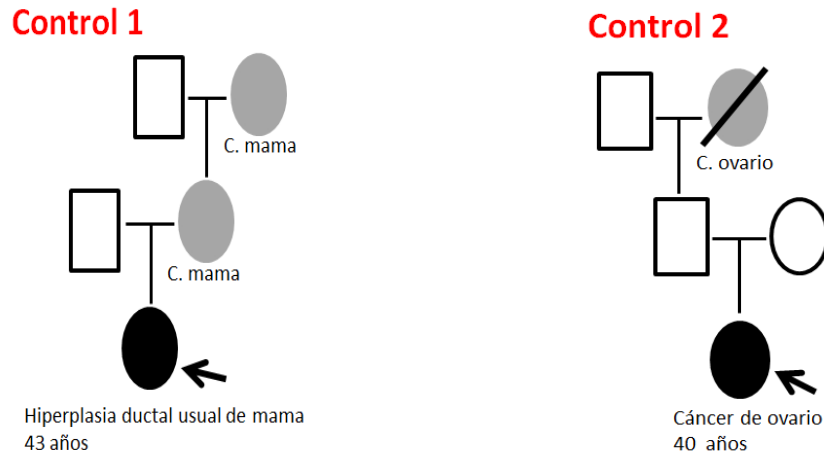 Control 1
C. mama
C. mama
Hiperplasia ductal usual de mama
43 años
Control 2
C. ovario
Cáncer de ovario
40 años